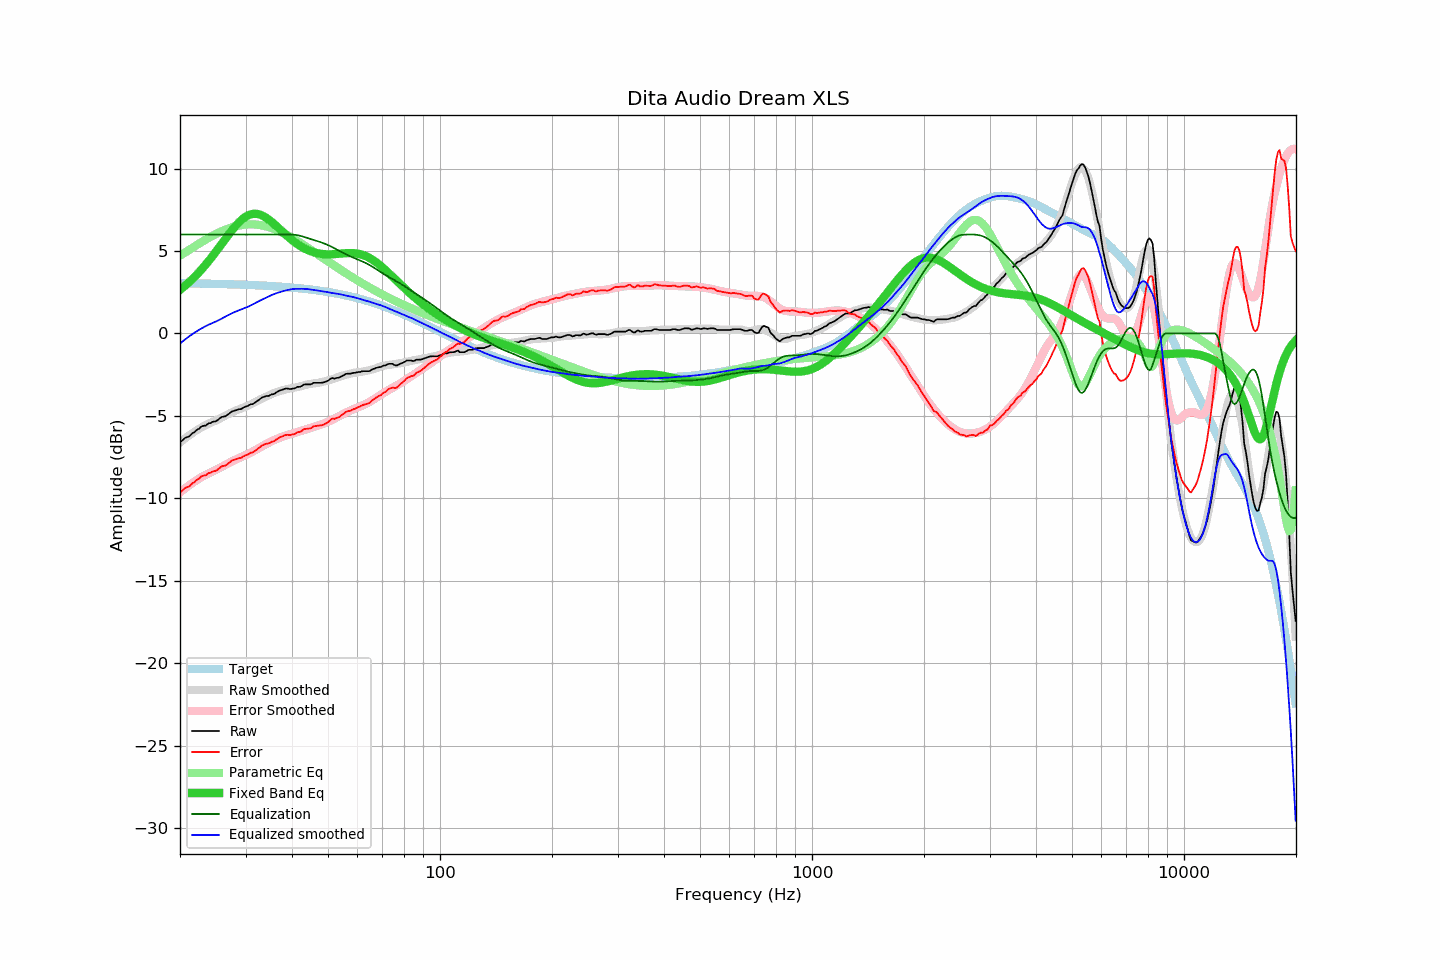 Dita Audio Dream XLS
10
5
0
−5
−10
−15
−20
−25
−30
Amplitude (dBr)
Target
Raw Smoothed
Error Smoothed
Raw
Error
Parametric Eq
Fixed Band Eq
Equalization
Equalized smoothed
100 1000 10000
Frequency (Hz)